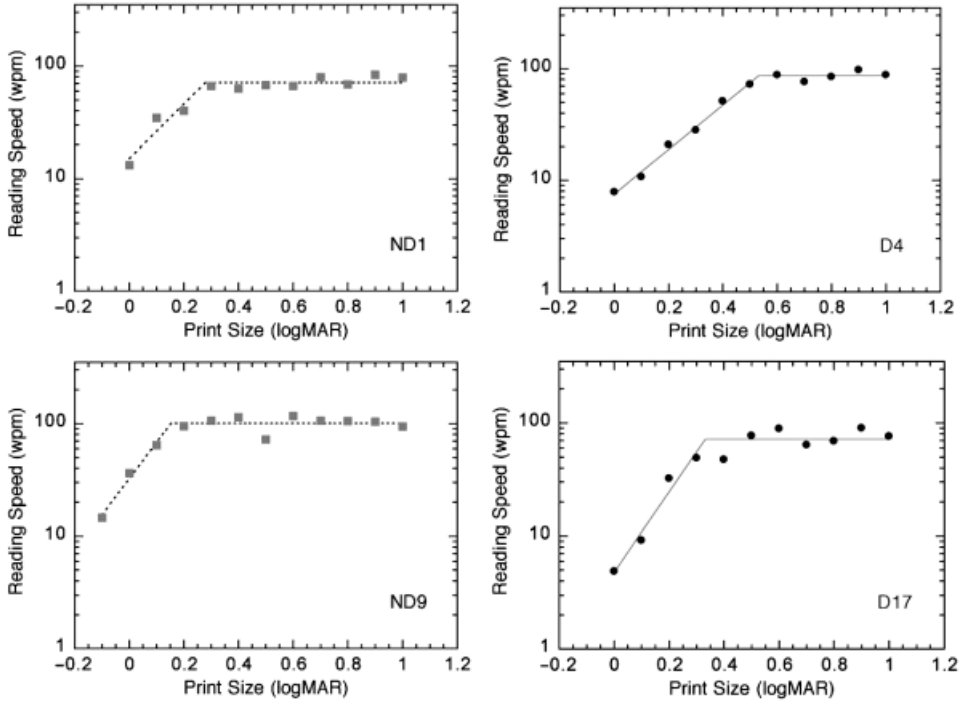 Reading Speed (wpm)
100
10
1
ND1
−0.2 0 0.2 0.4 0.6 0.8 1 1.2
Print Size (logMAR)
Reading Speed (wpm)
100
10
1
D4
−0.2 0 0.2 0.4 0.6 0.8 1 1.2
Print Size (logMAR)
Reading Speed (wpm)
100
10
1
ND9
−0.2 0 0.2 0.4 0.6 0.8 1 1.2
Print Size (logMAR)
Reading Speed (wpm)
100
10
1
D17
−0.2 0 0.2 0.4 0.6 0.8 1 1.2
Print Size (logMAR)